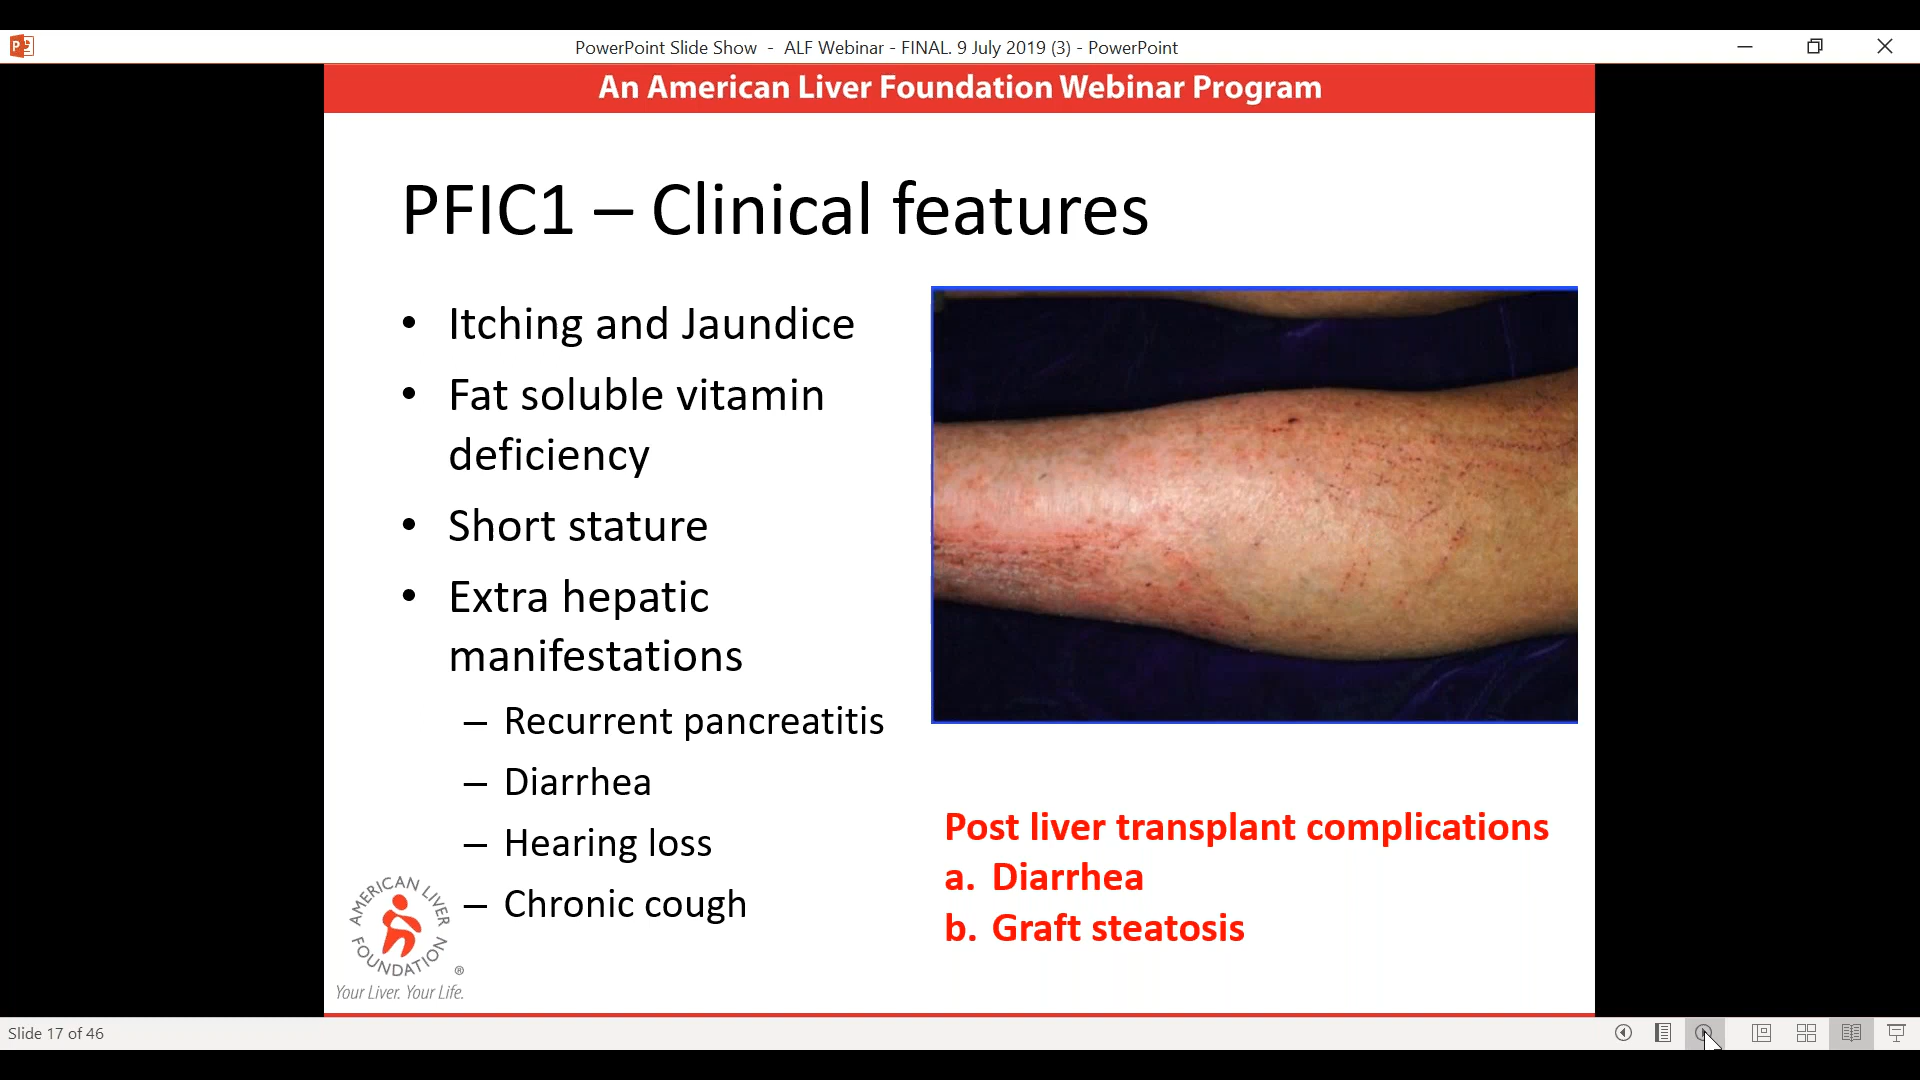 PowerPoint Slide Show - ALF Webinar - FINAL. 9 July 2019 (3) - PowerPoint
An American Liver Foundation Webinar Program
PFIC1 – Clinical features
• Itching and Jaundice
• Fat soluble vitamin
deficiency
• Short stature
• Extra hepatic
manifestations
– Recurrent pancreatitis
– Diarrhea
– Hearing loss
– Chronic cough
Post liver transplant complications
a. Diarrhea
b. Graft steatosis
AMERICAN LIVER
FOUNDATION
®
Your Liver. Your Life.
Slide 17 of 46